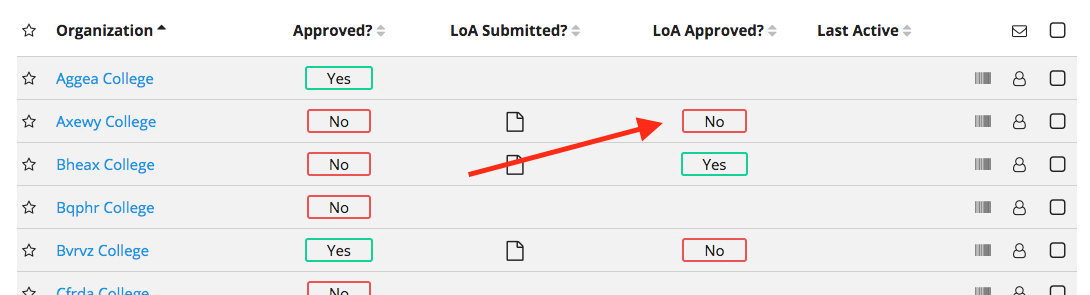 Organization Approved? LoA Submitted? LoA Approved? Last Active
Aggea College Yes
Axewy College No No
Bheax College No Yes
Bqphr College No
Bvrvz College Yes No
Cfrda College No